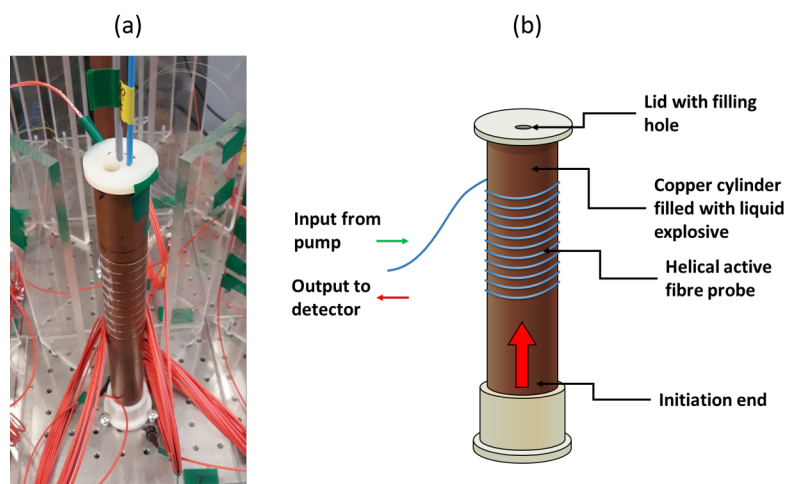 (a)
(b)
Lid with filling
hole
Copper cylinder
filled with liquid
explosive
Input from
pump
Helical active
fibre probe
Output to
detector
Initiation end